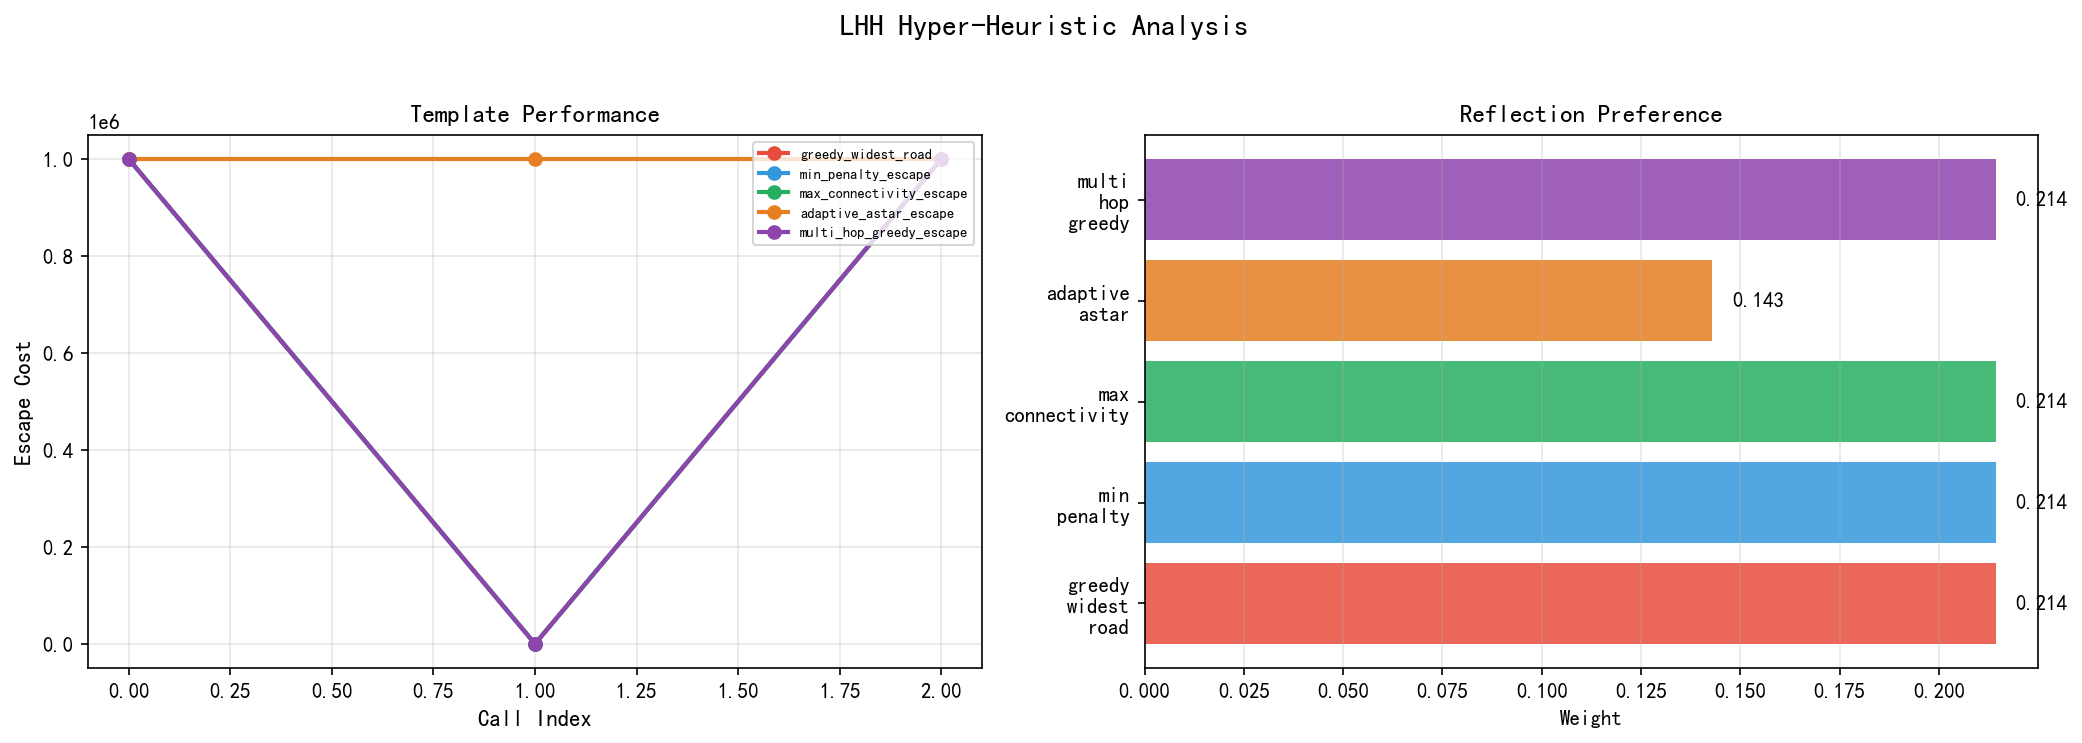 LHH Hyper-Heuristic Analysis
Template Performance
1e6
1.0
0.8
0.6
0.4
0.2
0.0
Escape Cost
0.00 0.25 0.50 0.75 1.00 1.25 1.50 1.75 2.00
Call Index
greedy_widest_road
min_penalty_escape
max_connectivity_escape
adaptive_astar_escape
multi_hop_greedy_escape
Reflection Preference
multi
hop
greedy
0.214
adaptive
astar
0.143
max
connectivity
0.214
min
penalty
0.214
greedy
widest
road
0.214
0.000 0.025 0.050 0.075 0.100 0.125 0.150 0.175 0.200
Weight